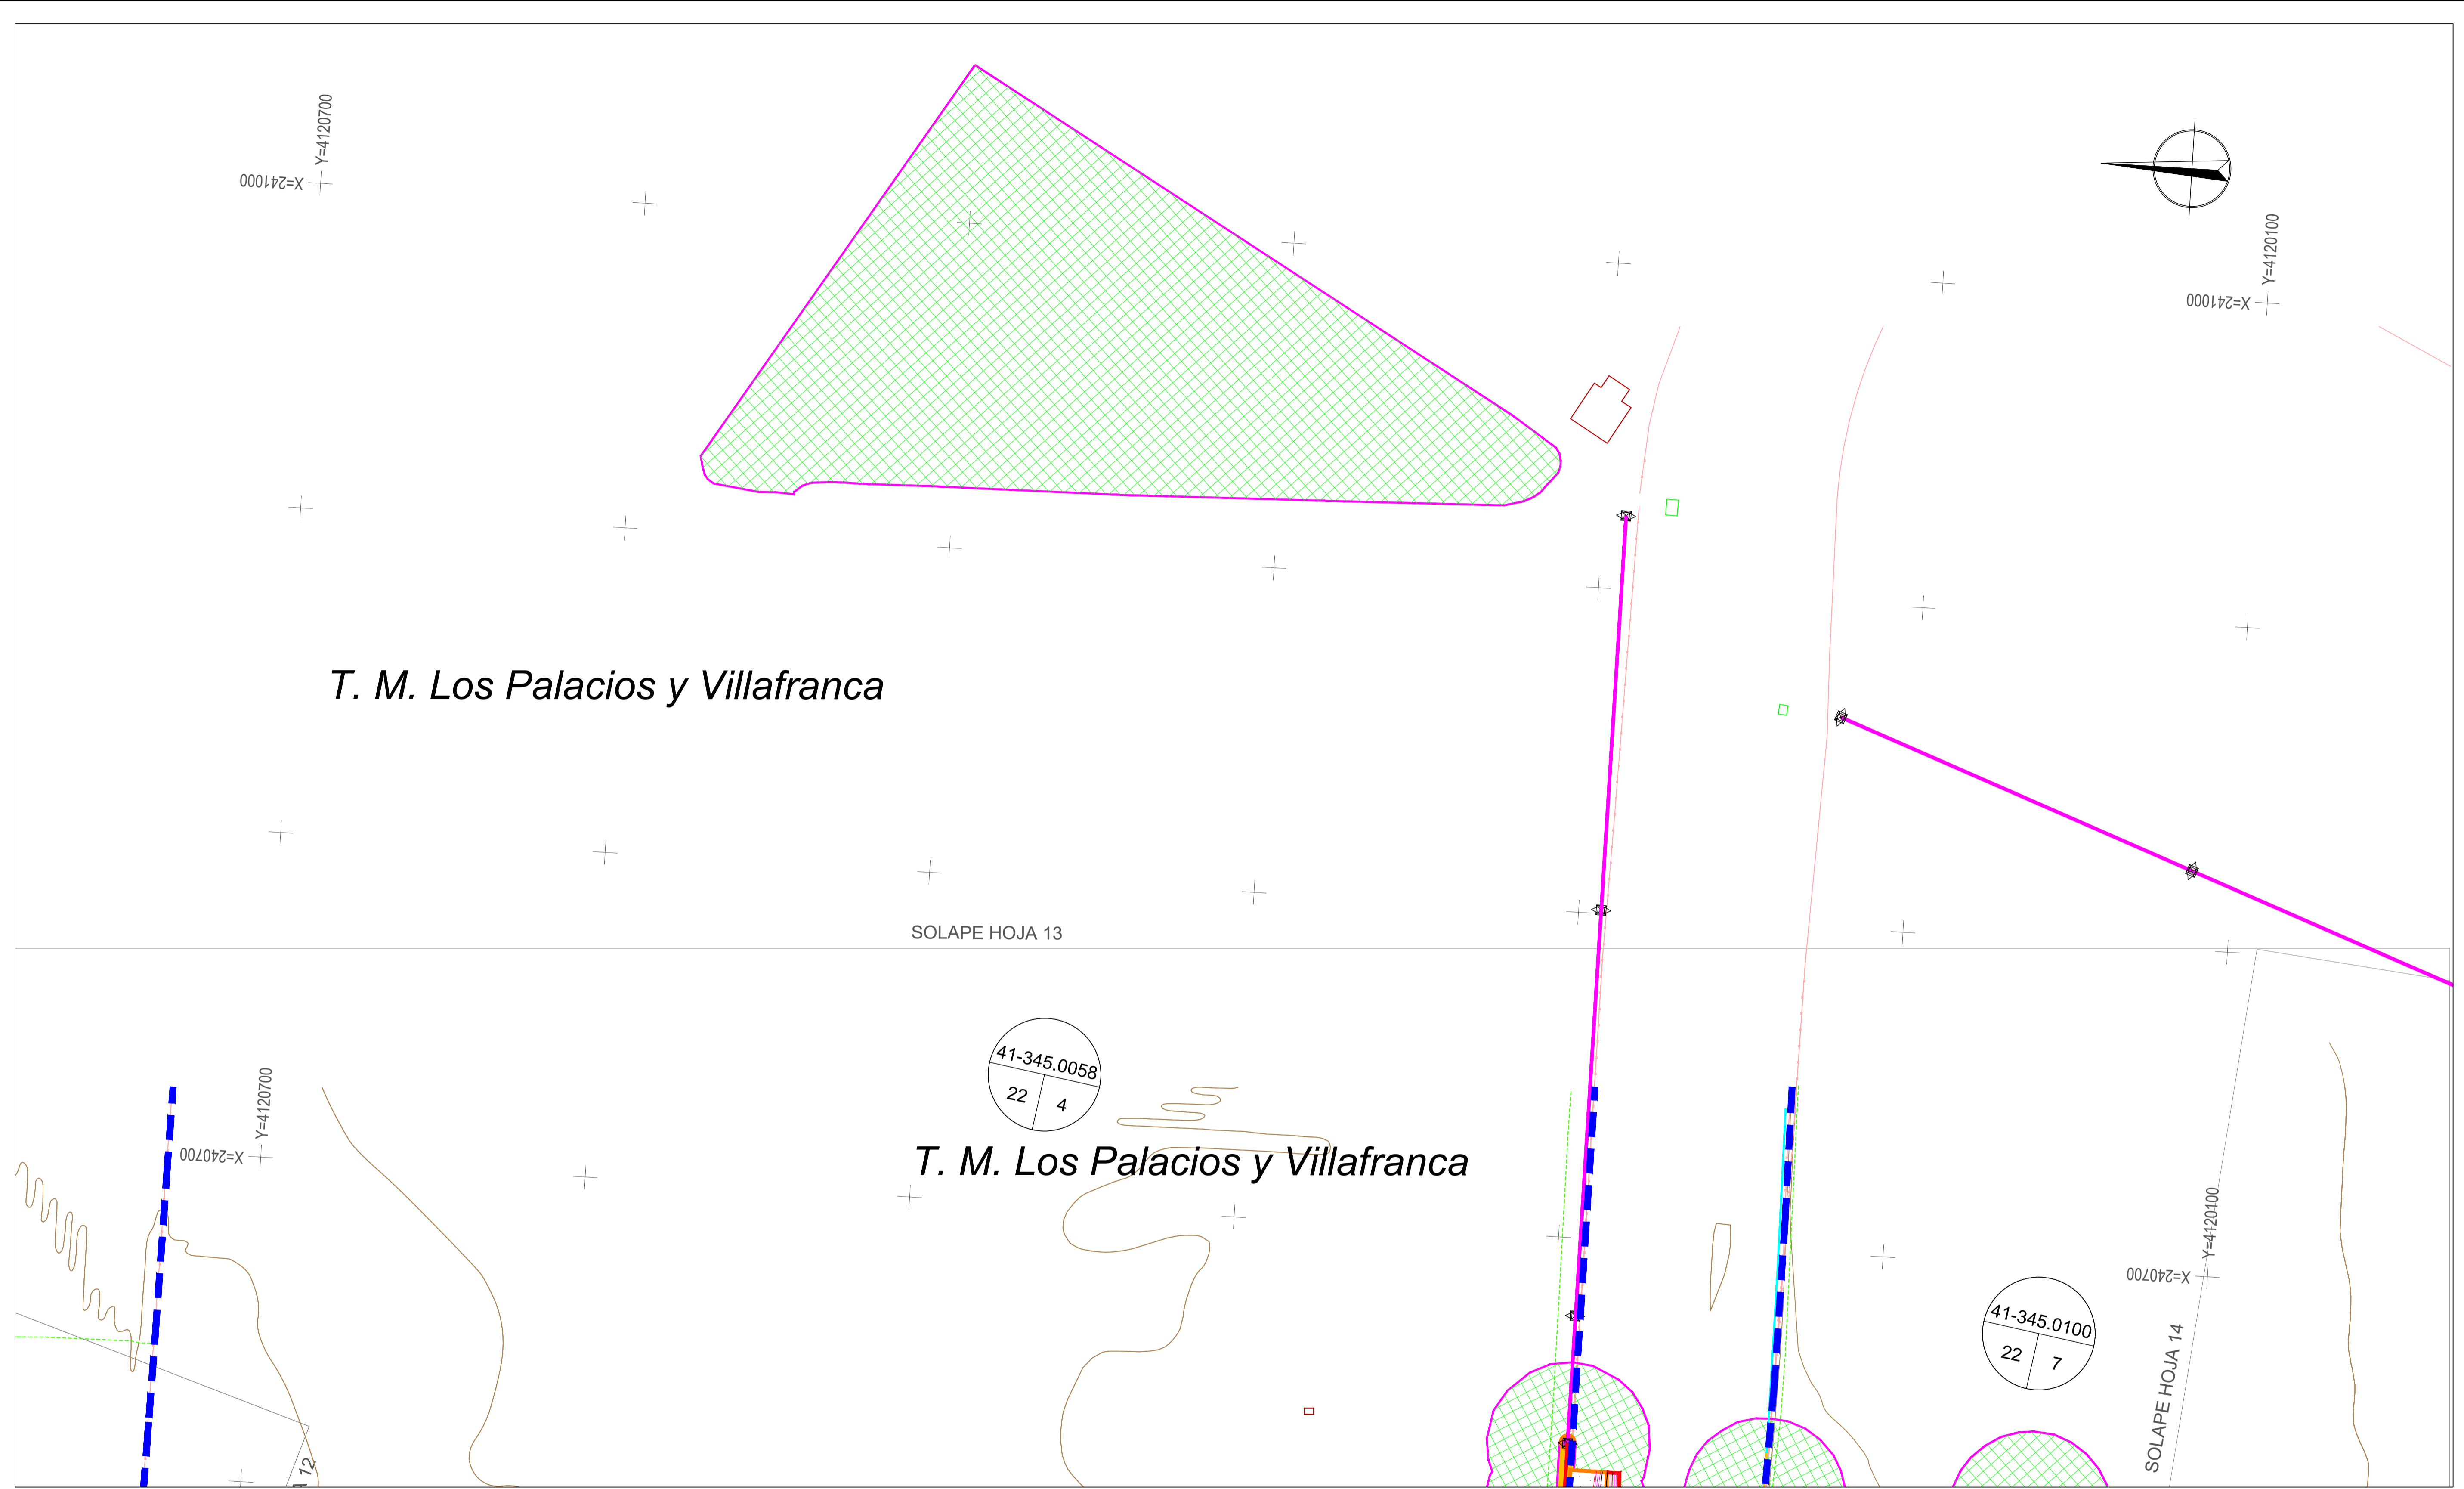 Y=4120700
X=241000
Y=4120100
X=241000
T. M. Los Palacios y Villafranca
SOLAPE HOJA 13
41-345.0058
22 4
Y=4120700
X=240700
T. M. Los Palacios y Villafranca
Y=4120100
X=240700
41-345.0100
22 7
SOLAPE HOJA 14
12